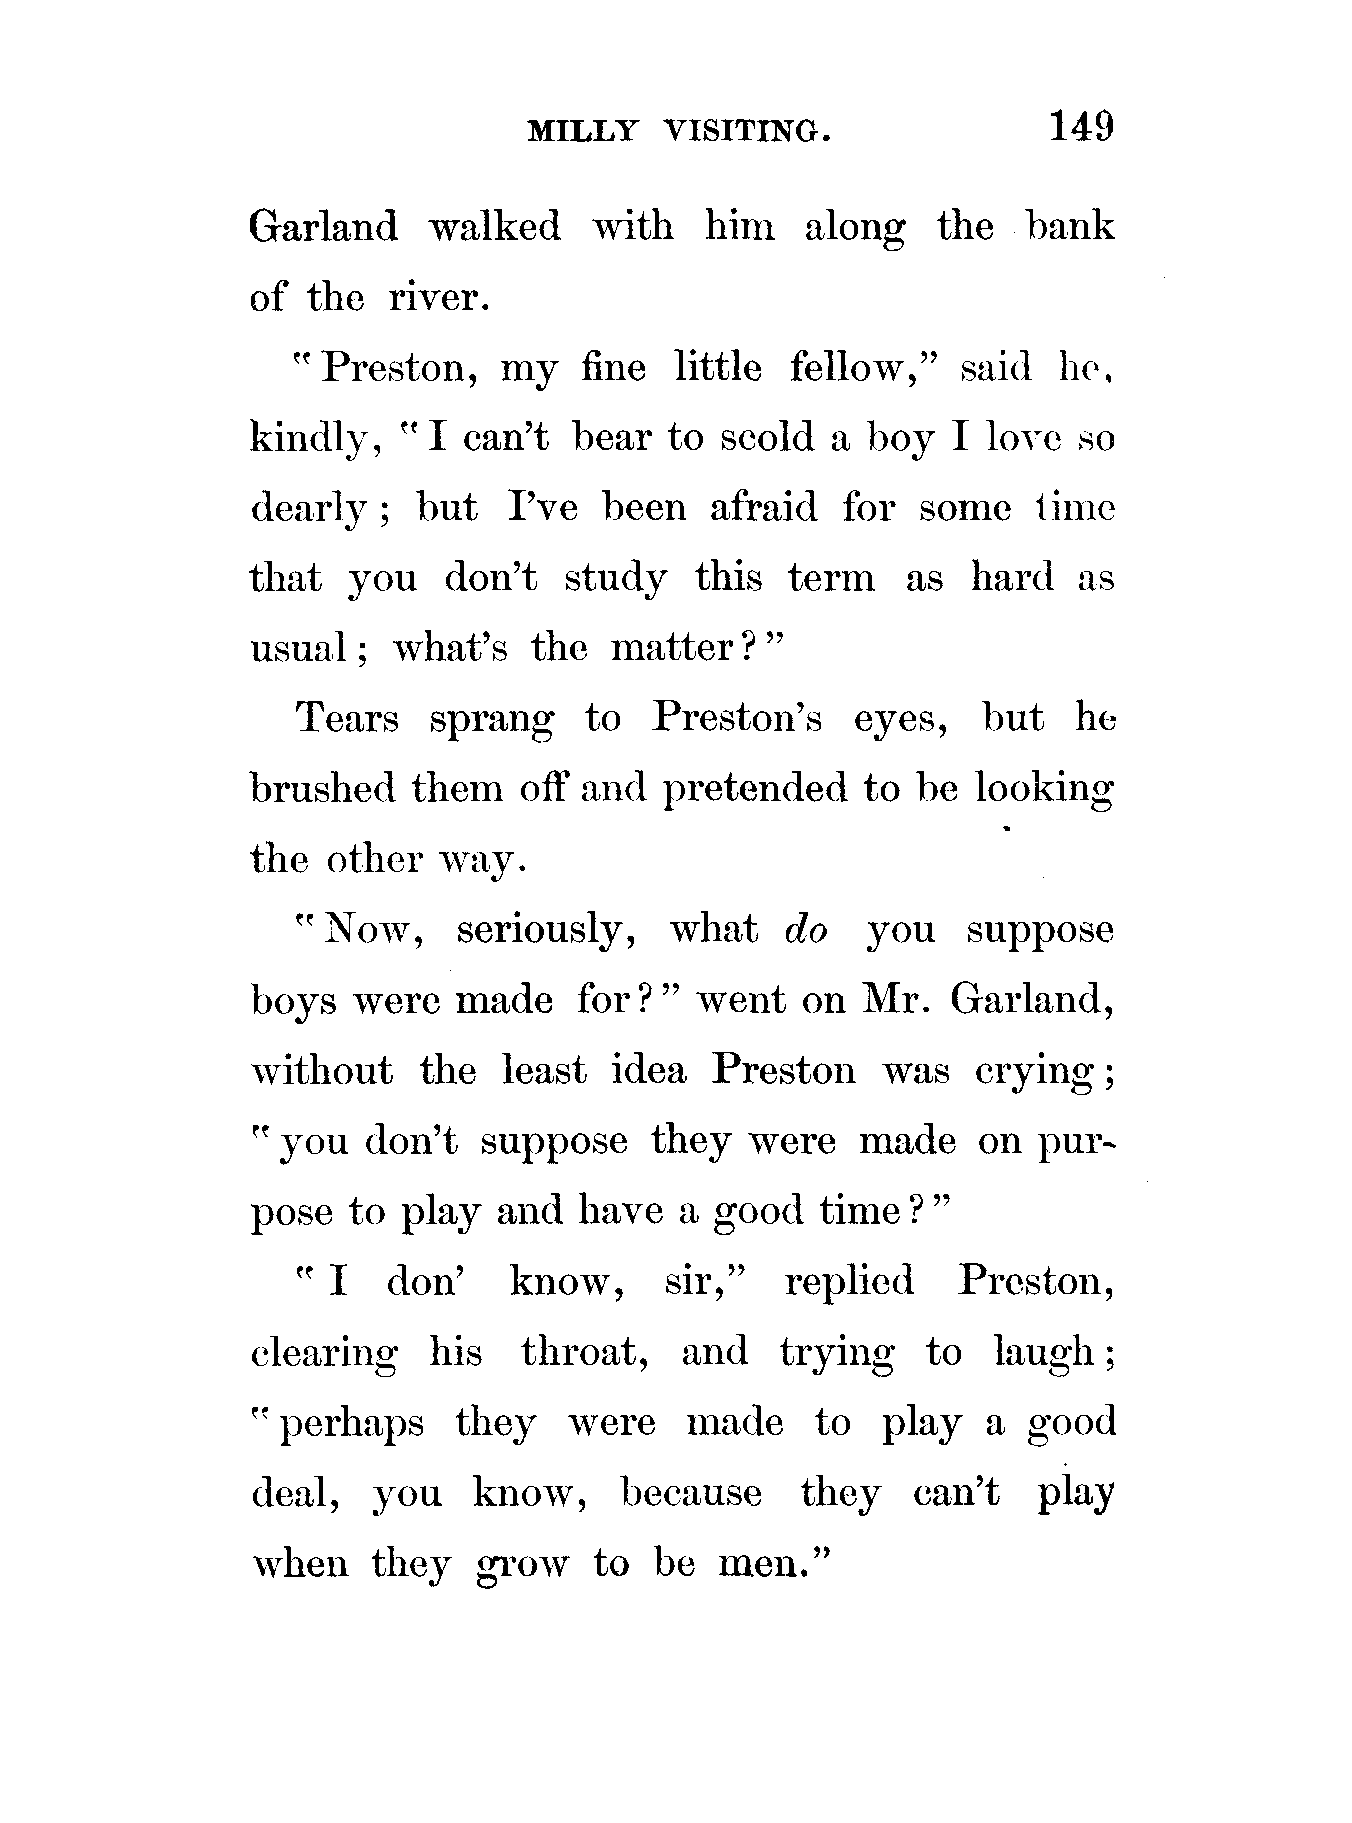 MILLY VISITING. 149
Garland walked with him along the bank
of the river.
"Preston, my fine little fellow," said he,
kindly, "I can't bear to scold a boy I love so
dearly; but I've been afraid for some time
that you don't study this term as hard as
usual; what's the matter?"
Tears sprang to Preston's eyes, but he
brushed them off and pretended to be looking
the other way.
"Now, seriously, what do you suppose
boys were made for?" went on Mr. Garland,
without the least idea Preston was crying;
"you don't suppose they were made on pur-
pose to play and have a good time?"
"I don' know, sir," replied Preston,
clearing his throat, and trying to laugh;
"perhaps they were made to play a good
deal, you know, because they can't play
when they grow to be men."